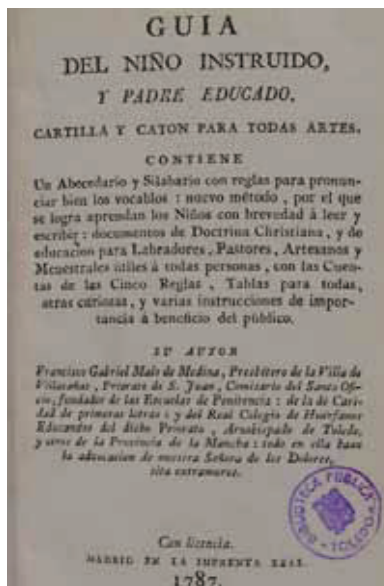 GUIA
DEL NIÑO INSTRUIDO,
Y PADRE EDUCADO.
CARTILLA Y CATON PARA TODAS ARTES.
CONTIENE
Un Abecedario y Silabario con reglas para pronun-
ciar bien los vocablos : nuevo método , por el que
se logra aprendan los Niños con brevedad á leer y
escribir : documentos de Doctrina Christiana , y de
educacion para Labradores , Pastores , Artesanos y
Menestrales útiles á todas personas , con las Cuen-
tas de las Cinco Reglas , Tablas para todas,
otras curiosas , y varias instrucciones de impor-
tancia á beneficio del público.
SU AUTOR
Francisco Gabriel Malo de Medina, Presbítero de la Villa de
Villacañas , Priorato de S. Juan , Comisario del Santo Ofi-
cio, fundador de las Escuelas de Penitencia : de la de Cari-
dad de primeras letras : y del Real Colegio de Huerfanos
Educandos del dicho Priorato , Arzobispado de Toledo,
y otros de la Provincia de la Mancha : todo en ella baxo
la advocacion de nuestra Señora de los Dolores,
sita extramuros.
Con licencia.
MADRID EN LA IMPRENTA REAL
1787.
BIBLIOTECA PUBLICA
TOLEDO